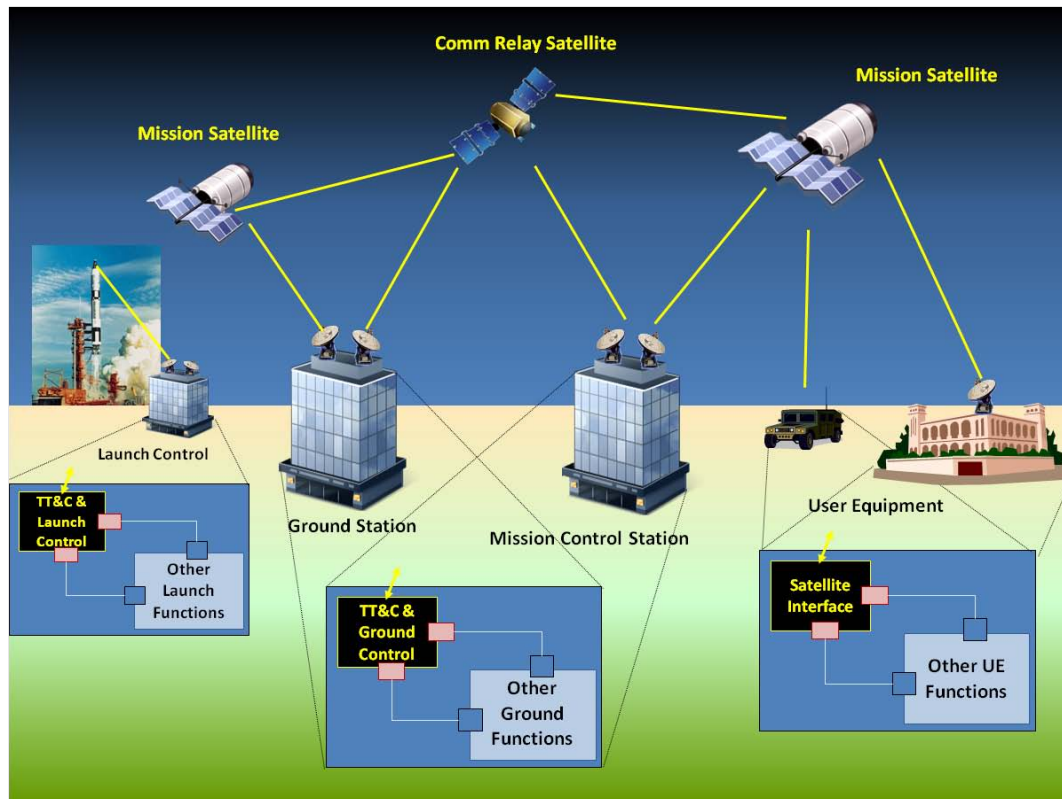 Comm Relay Satellite
Mission Satellite
Mission Satellite
Launch Control
Ground Station
Mission Control Station
User Equipment
TT&C &
Launch
Control
Other
Launch
Functions
TT&C &
Ground
Control
Other
Ground
Functions
Satellite
Interface
Other UE
Functions